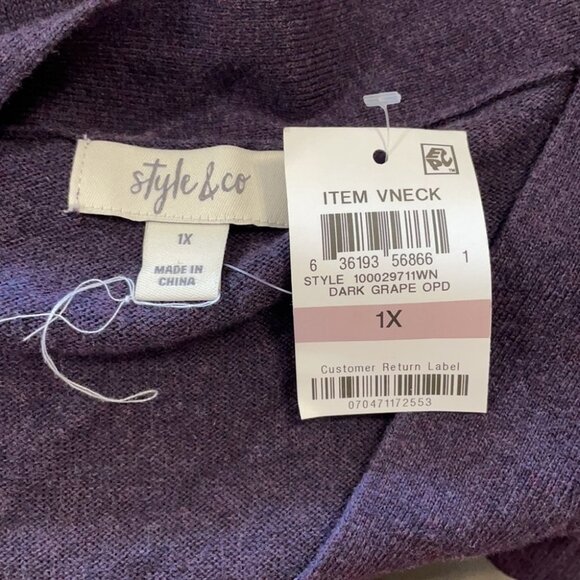 style & co
1X
MADE IN
CHINA
EPC
ITEM VNECK
6 36193 56866 1
STYLE 100029711WN
DARK GRAPE OPD
1X
Customer Return Label
070471172553